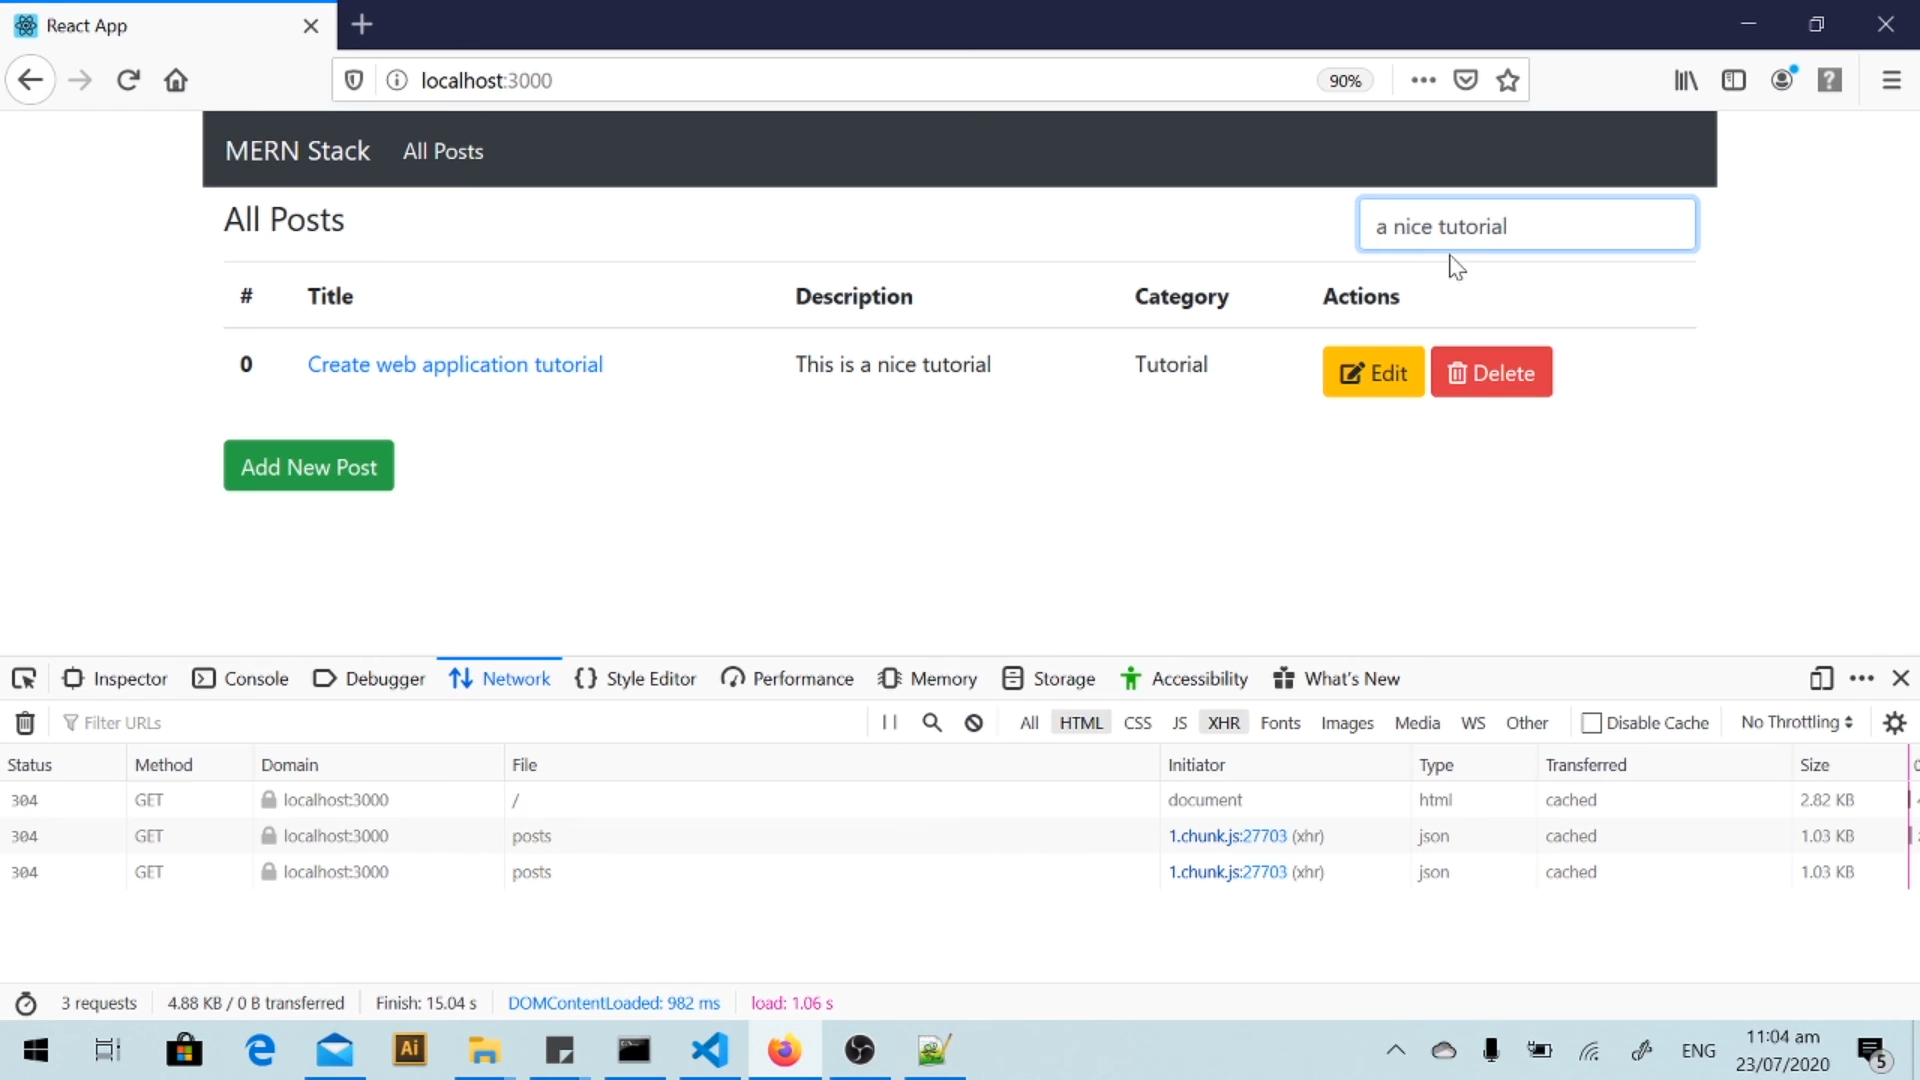 React App
localhost:3000
90%
MERN Stack All Posts
All Posts
a nice tutorial
# Title Description Category Actions
0 Create web application tutorial This is a nice tutorial Tutorial Edit Delete
Add New Post
Inspector Console Debugger Network Style Editor Performance Memory Storage Accessibility What's New
Filter URLs All HTML CSS JS XHR Fonts Images Media WS Other Disable Cache No Throttling
Status Method Domain File Initiator Type Transferred Size
304 GET localhost:3000 / document html cached 2.82 KB
304 GET localhost:3000 posts 1.chunk.js:27703 (xhr) json cached 1.03 KB
304 GET localhost:3000 posts 1.chunk.js:27703 (xhr) json cached 1.03 KB
3 requests 4.88 KB / 0 B transferred Finish: 15.04 s DOMContentLoaded: 982 ms load: 1.06 s
Ai ENG 11:04 am
23/07/2020 5